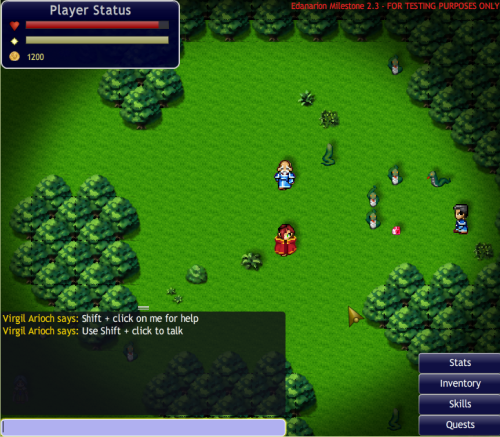 Player Status
Edanarion Milestone 2.3 - FOR TESTING PURPOSES ONLY
1200
Virgil Arioch says: Shift + click on me for help
Virgil Arioch says: Use Shift + click to talk
Stats
Inventory
Skills
Quests